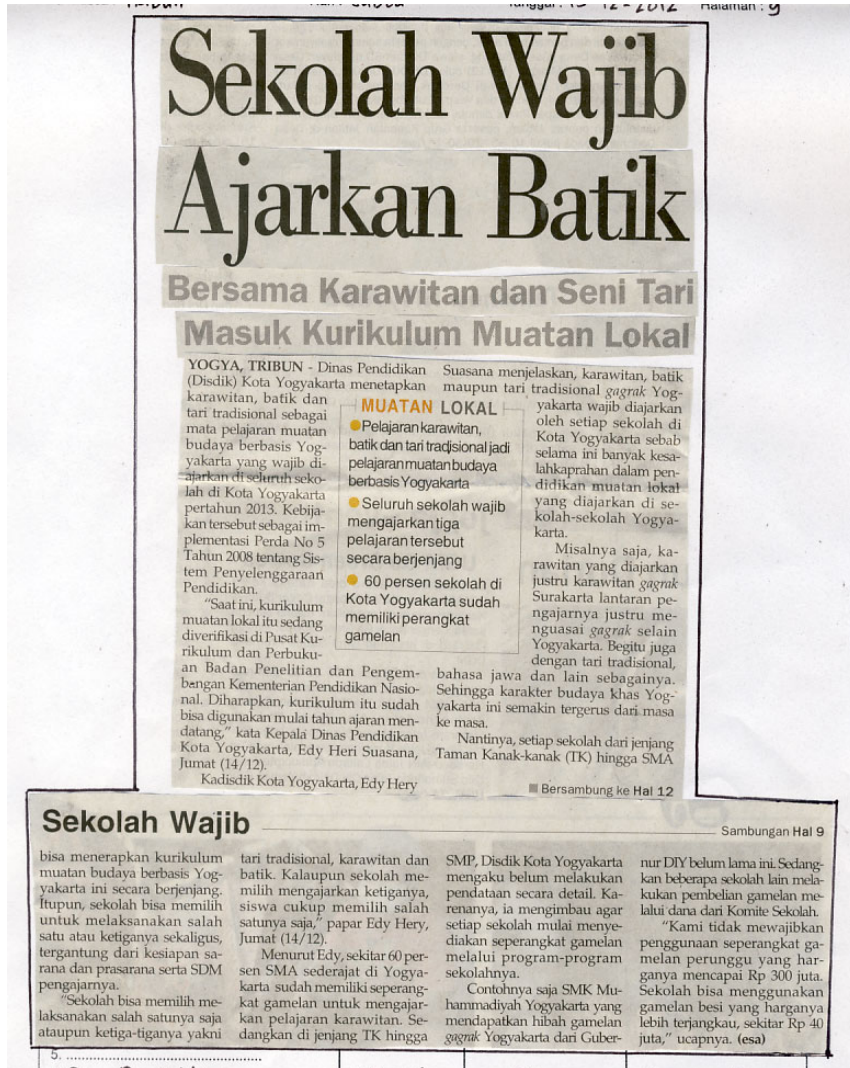 2012 Halaman : 9
Sekolah Wajib
Ajarkan Batik
Bersama Karawitan dan Seni Tari
Masuk Kurikulum Muatan Lokal
YOGYA, TRIBUN - Dinas Pendidikan
(Disdik) Kota Yogyakarta menetapkan
karawitan, batik dan
tari tradisional sebagai
mata pelajaran muatan
budaya berbasis Yog-
yakarta yang wajib di-
ajarkan di seluruh seko-
lah di Kota Yogyakarta
pertahun 2013. Kebija-
kan tersebut sebagai im-
plementasi Perda No 5
Tahun 2008 tentang Sis-
tem Penyelenggaraan
Pendidikan.
"Saat ini, kurikulum
muatan lokal itu sedang
diverifikasi di Pusat Ku-
rikulum dan Perbuku-
an Badan Penelitian dan Pengem-
bangan Kementerian Pendidikan Nasio-
nal. Diharapkan, kurikulum itu sudah
bisa digunakan mulai tahun ajaran men-
datang," kata Kepala Dinas Pendidikan
Kota Yogyakarta, Edy Heri Suasana,
Jumat (14/12).
Kadisdik Kota Yogyakarta, Edy Hery
MUATAN LOKAL
Pelajaran karawitan,
batik dan tari tradisional jadi
pelajaran muatan budaya
berbasis Yogyakarta
Seluruh sekolah wajib
mengajarkan tiga
pelajaran tersebut
secara berjenjang
60 persen sekolah di
Kota Yogyakarta sudah
memiliki perangkat
gamelan
Suasana menjelaskan, karawitan, batik
maupun tari tradisional gagrak Yog-
yakarta wajib diajarkan
oleh setiap sekolah di
Kota Yogyakarta sebab
selama ini banyak kesa-
lahkaprahan dalam pen-
didikan muatan lokal
yang diajarkan di se-
kolah-sekolah Yogya-
karta.
Misalnya saja, ka-
rawitan yang diajarkan
justru karawitan gagrak
Surakarta lantaran pe-
ngajarnya justru me-
nguasai gagrak selain
Yogyakarta. Begitu juga
dengan tari tradisional,
bahasa jawa dan lain sebagainya.
Sehingga karakter budaya khas Yog-
yakarta ini semakin tergerus dari masa
ke masa.
Nantinya, setiap sekolah dari jenjang
Taman Kanak-kanak (TK) hingga SMA
Bersambung ke Hal 12
Sekolah Wajib
Sambungan Hal 9
bisa menerapkan kurikulum
muatan budaya berbasis Yog-
yakarta ini secara berjenjang.
Itupun, sekolah bisa memilih
untuk melaksanakan salah
satu atau ketiganya sekaligus,
tergantung dari kesiapan sa-
rana dan prasarana serta SDM
pengajarnya.
"Sekolah bisa memilih me-
laksanakan salah satunya saja
ataupun ketiga-tiganya yakni
tari tradisional, karawitan dan
batik. Kalaupun sekolah me-
milih mengajarkan ketiganya,
siswa cukup memilih salah
satunya saja," papar Edy Hery,
Jumat (14/12).
Menurut Edy, sekitar 60 per-
sen SMA sederajat di Yogya-
karta sudah memiliki seperang-
kat gamelan untuk mengajar-
kan pelajaran karawitan. Se-
dangkan di jenjang TK hingga
SMP, Disdik Kota Yogyakarta
mengaku belum melakukan
pendataan secara detail. Ka-
renanya, ia mengimbau agar
setiap sekolah mulai menye-
diakan seperangkat gamelan
melalui program-program
sekolahnya.
Contohnya saja SMK Mu-
hammadiyah Yogyakarta yang
mendapatkan hibah gamelan
gagrak Yogyakarta dari Guber-
nur DIY belum lama ini. Sedang-
kan beberapa sekolah lain mela-
kukan pembelian gamelan me-
lalui dana dari Komite Sekolah.
"Kami tidak mewajibkan
penggunaan seperangkat ga-
melan perunggu yang har-
ganya mencapai Rp 300 juta.
Sekolah bisa menggunakan
gamelan besi yang harganya
lebih terjangkau, sekitar Rp 40
juta," ucapnya. (esa)
5.